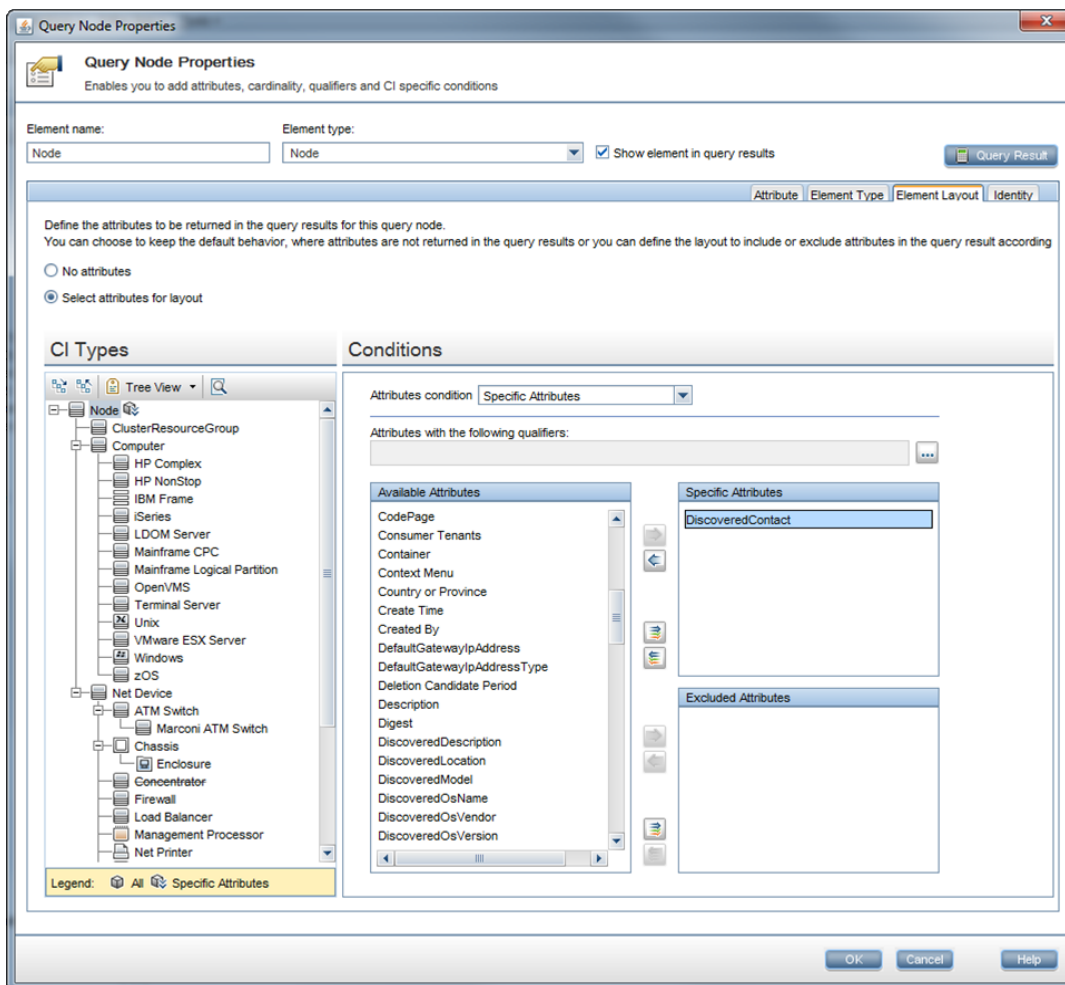 Query Node Properties
Query Node Properties
Enables you to add attributes, cardinality, qualifiers and CI specific conditions
Element name:
Element type:
Node
Node
Show element in query results
Query Result
Attribute
Element Type
Element Layout
Identity
Define the attributes to be returned in the query results for this query node.
You can choose to keep the default behavior, where attributes are not returned in the query results or you can define the layout to include or exclude attributes in the query result according
No attributes
Select attributes for layout
CI Types
Tree View
Node
ClusterResourceGroup
Computer
HP Complex
HP NonStop
IBM Frame
iSeries
LDOM Server
Mainframe CPC
Mainframe Logical Partition
OpenVMS
Terminal Server
Unix
VMware ESX Server
Windows
zOS
Net Device
ATM Switch
Marconi ATM Switch
Chassis
Enclosure
Concentrator
Firewall
Load Balancer
Management Processor
Net Printer
Legend: All Specific Attributes
Conditions
Attributes condition Specific Attributes
Attributes with the following qualifiers:
...
Available Attributes
CodePage
Consumer Tenants
Container
Context Menu
Country or Province
Create Time
Created By
DefaultGatewayIpAddress
DefaultGatewayIpAddressType
Deletion Candidate Period
Description
Digest
DiscoveredDescription
DiscoveredLocation
DiscoveredModel
DiscoveredOsName
DiscoveredOsVendor
DiscoveredOsVersion
Specific Attributes
DiscoveredContact
Excluded Attributes
OK
Cancel
Help